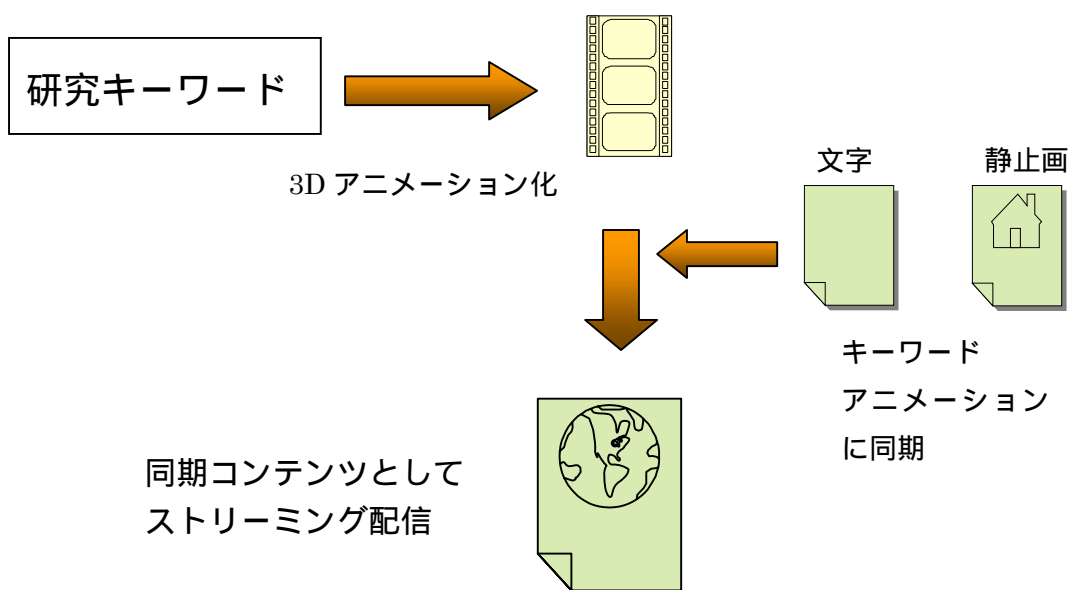 研究キーワード
3D アニメーション化
文字
静止画
キーワード
アニメーション
に同期
同期コンテンツとして
ストリーミング配信